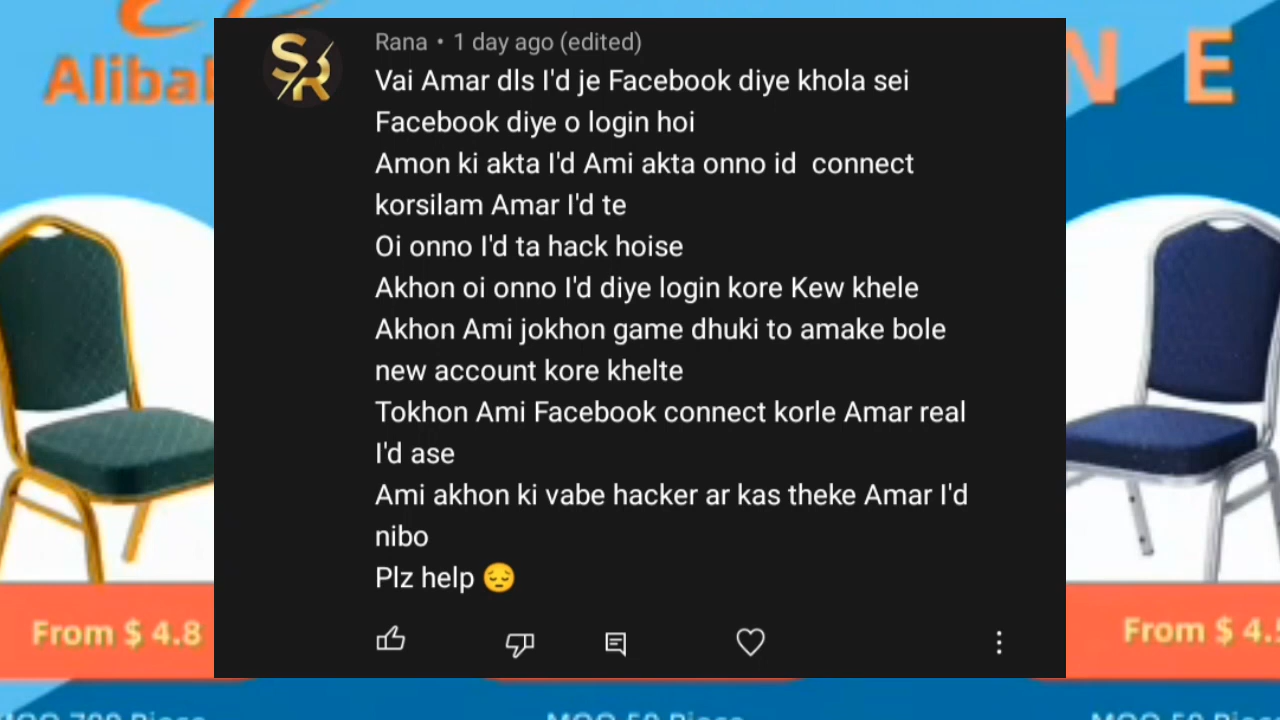 Alibab
N E
SR
Rana • 1 day ago (edited)
Vai Amar dls I'd je Facebook diye khola sei
Facebook diye o login hoi
Amon ki akta I'd Ami akta onno id  connect
korsilam Amar I'd te
Oi onno I'd ta hack hoise
Akhon oi onno I'd diye login kore Kew khele
Akhon Ami jokhon game dhuki to amake bole
new account kore khelte
Tokhon Ami Facebook connect korle Amar real
I'd ase
Ami akhon ki vabe hacker ar kas theke Amar I'd
nibo
Plz help 😔
From $ 4.8
From $ 4.